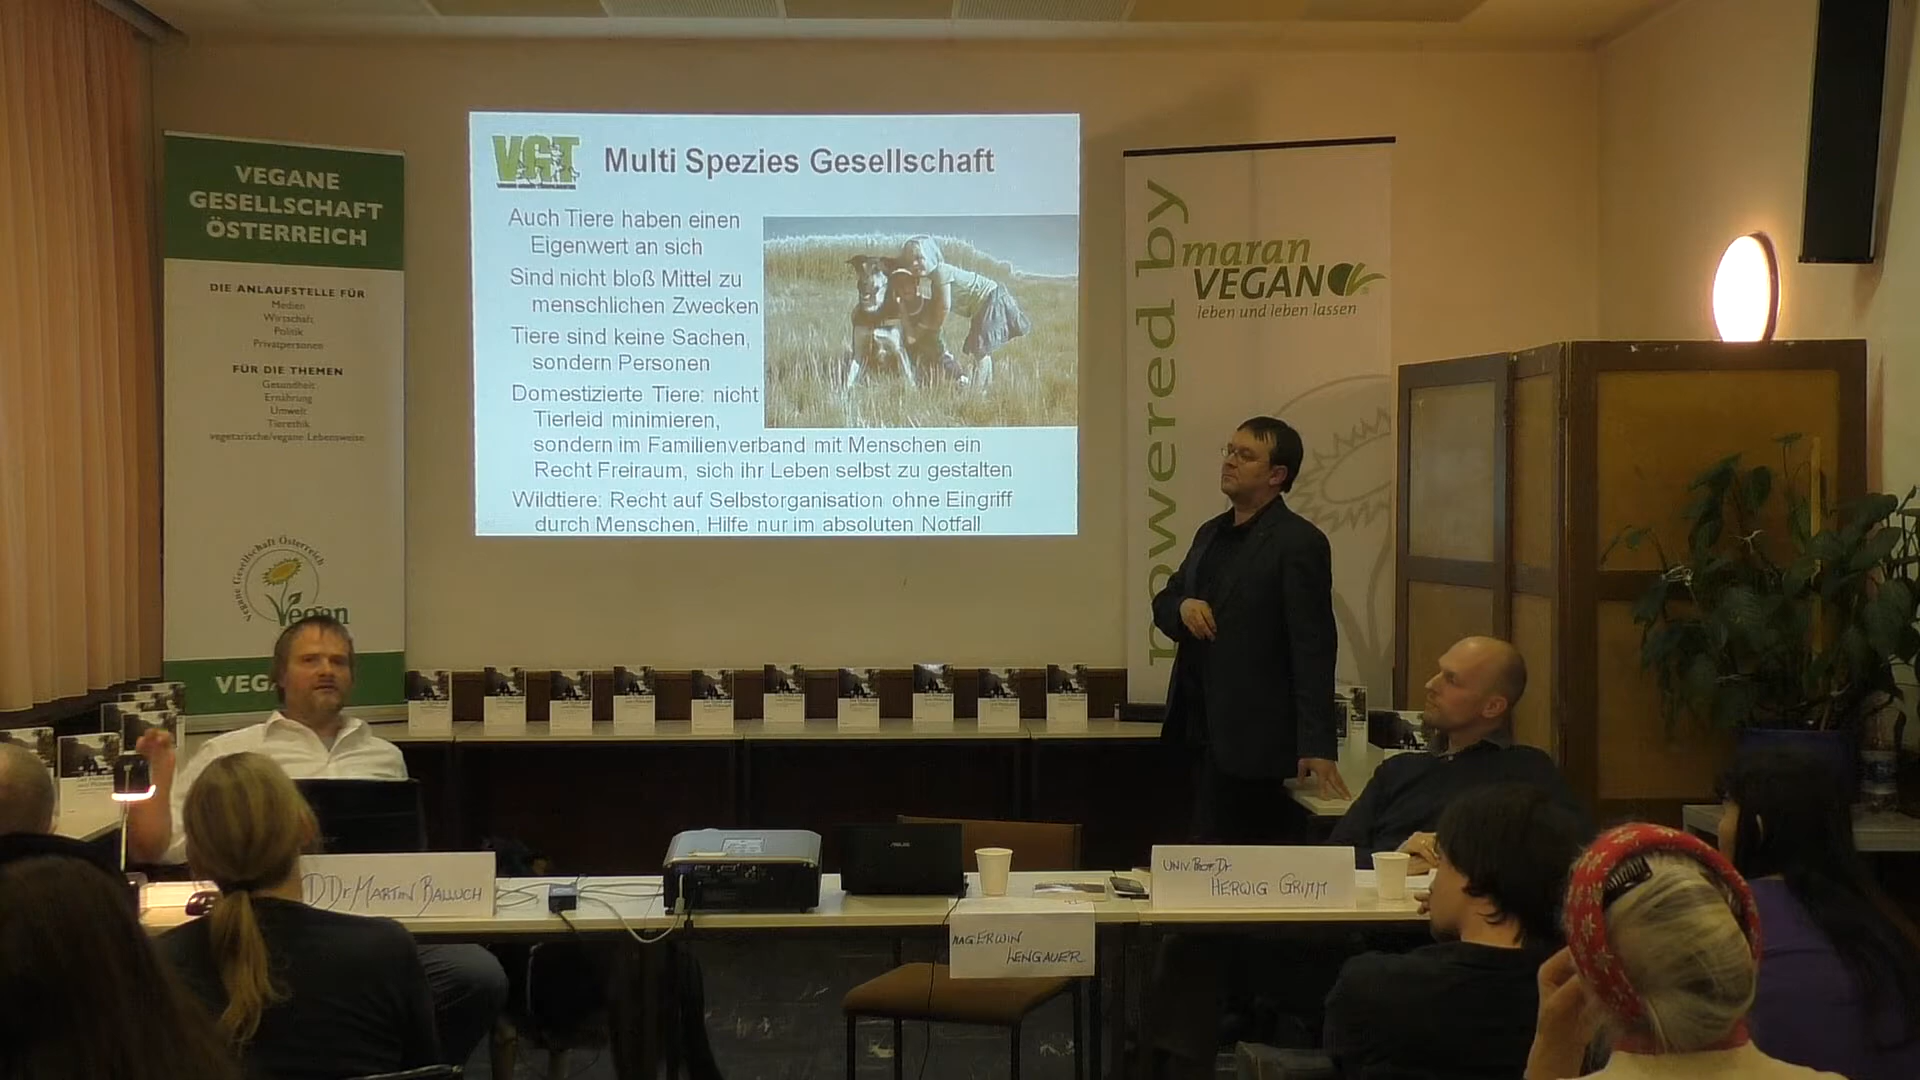 VEGANE
GESELLSCHAFT
ÖSTERREICH
DIE ANLAUFSTELLE FÜR
Medien
Wirtschaft
Politik
Privatpersonen
FÜR DIE THEMEN
Gesundheit
Ernährung
Umwelt
Tierethik
vegetarische/vegane Lebensweise
Vegane Gesellschaft Österreich
Vegan
VEGA
VGT
Multi Spezies Gesellschaft
Auch Tiere haben einen
Eigenwert an sich
Sind nicht bloß Mittel zu
menschlichen Zwecken
Tiere sind keine Sachen,
sondern Personen
Domestizierte Tiere: nicht
Tierleid minimieren,
sondern im Familienverband mit Menschen ein
Recht Freiraum, sich ihr Leben selbst zu gestalten
Wildtiere: Recht auf Selbstorganisation ohne Eingriff
durch Menschen, Hilfe nur im absoluten Notfall
powered by
maran
VEGAN
leben und leben lassen
DDr. MARTIN BALLUCH
ASUS
MAG ERWIN
LENGAUER
UNIV. PROF. Dr.
HERWIG GRIMM